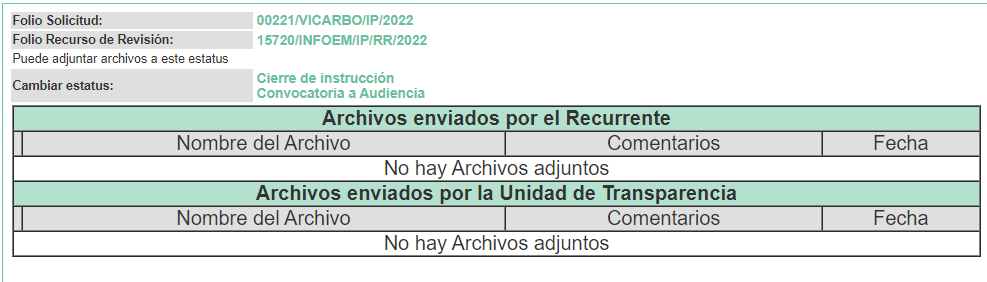 Folio Solicitud: 00221/VICARBO/IP/2022
Folio Recurso de Revisión: 15720/INFOEM/IP/RR/2022
Puede adjuntar archivos a este estatus
Cambiar estatus: Cierre de instrucción
Convocatoria a Audiencia
Archivos enviados por el Recurrente
Nombre del Archivo Comentarios Fecha
No hay Archivos adjuntos
Archivos enviados por la Unidad de Transparencia
Nombre del Archivo Comentarios Fecha
No hay Archivos adjuntos